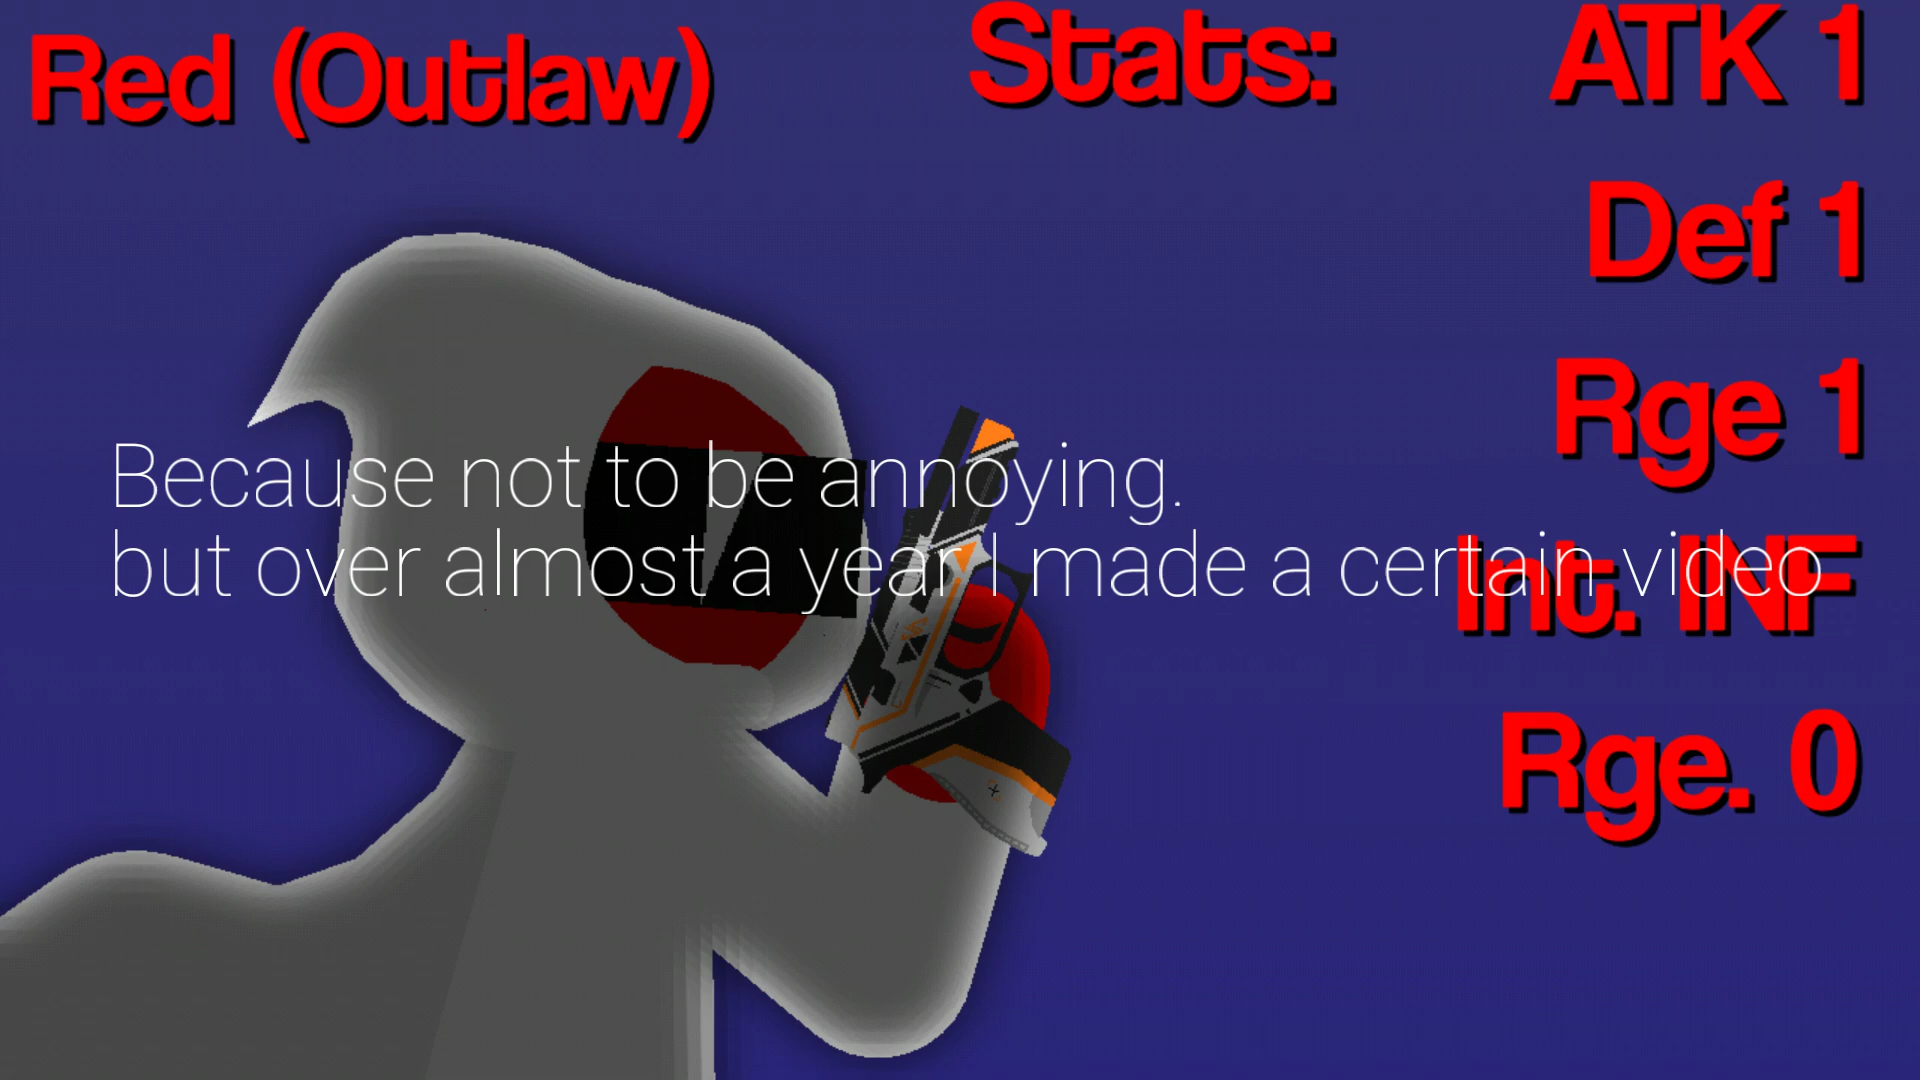 Red (Outlaw)
Stats:
ATK 1
Def 1
Rge 1
Int. INF
Rge. 0
Because not to be annoying.
but over almost a year I made a certain video